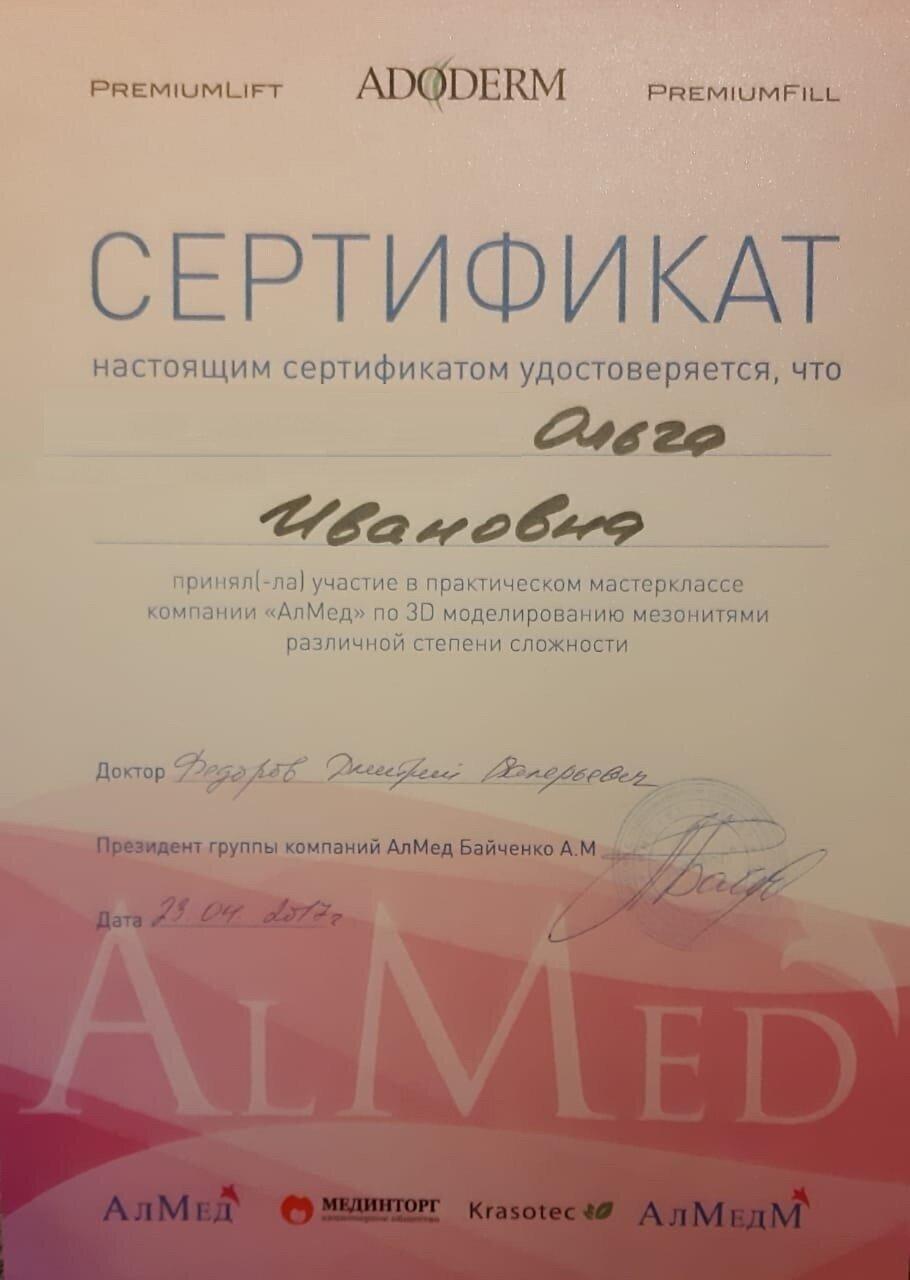 PREMIUMLIFT ADODERM PREMIUMFILL
СЕРТИФИКАТ
настоящим сертификатом удостоверяется, что
Ольга
Ивановна
принял(-ла) участие в практическом мастерклассе
компании «АлМед» по 3D моделированию мезонитями
различной степени сложности
Доктор Федоров Дмитрий Валерьевич
Президент группы компаний АлМед Байченко А.М
Дата 23 04 2017г
ALMED
АлМед МЕДИНТОРГ Krasotec АлМедМ